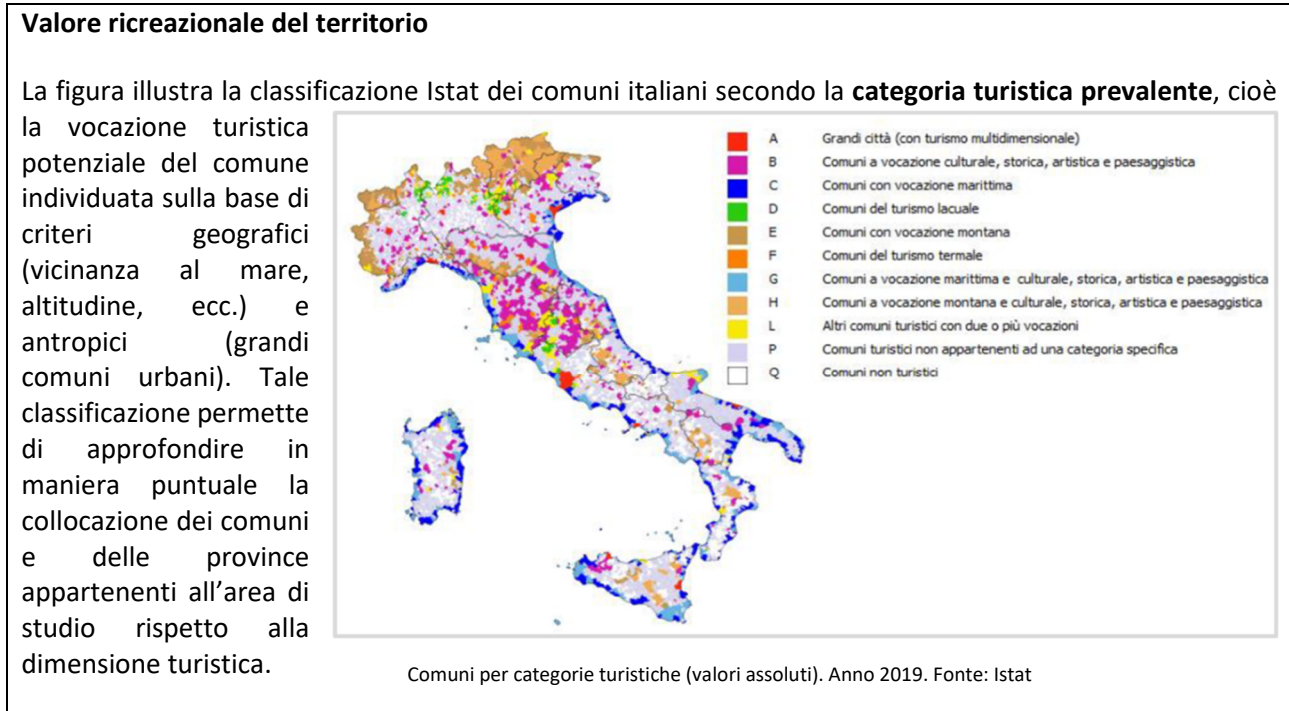 Valore ricreazionale del territorio
La figura illustra la classificazione Istat dei comuni italiani secondo la categoria turistica prevalente, cioè
la vocazione turistica
potenziale del comune
individuata sulla base di
criteri geografici
(vicinanza al mare,
altitudine, ecc.) e
antropici (grandi
comuni urbani). Tale
classificazione permette
di approfondire in
maniera puntuale la
collocazione dei comuni
e delle province
appartenenti all’area di
studio rispetto alla
dimensione turistica.
A Grandi città (con turismo multidimensionale)
B Comuni a vocazione culturale, storica, artistica e paesaggistica
C Comuni con vocazione marittima
D Comuni del turismo lacuale
E Comuni con vocazione montana
F Comuni del turismo termale
G Comuni a vocazione marittima e culturale, storica, artistica e paesaggistica
H Comuni a vocazione montana e culturale, storica, artistica e paesaggistica
L Altri comuni turistici con due o più vocazioni
P Comuni turistici non appartenenti ad una categoria specifica
Q Comuni non turistici
Comuni per categorie turistiche (valori assoluti). Anno 2019. Fonte: Istat